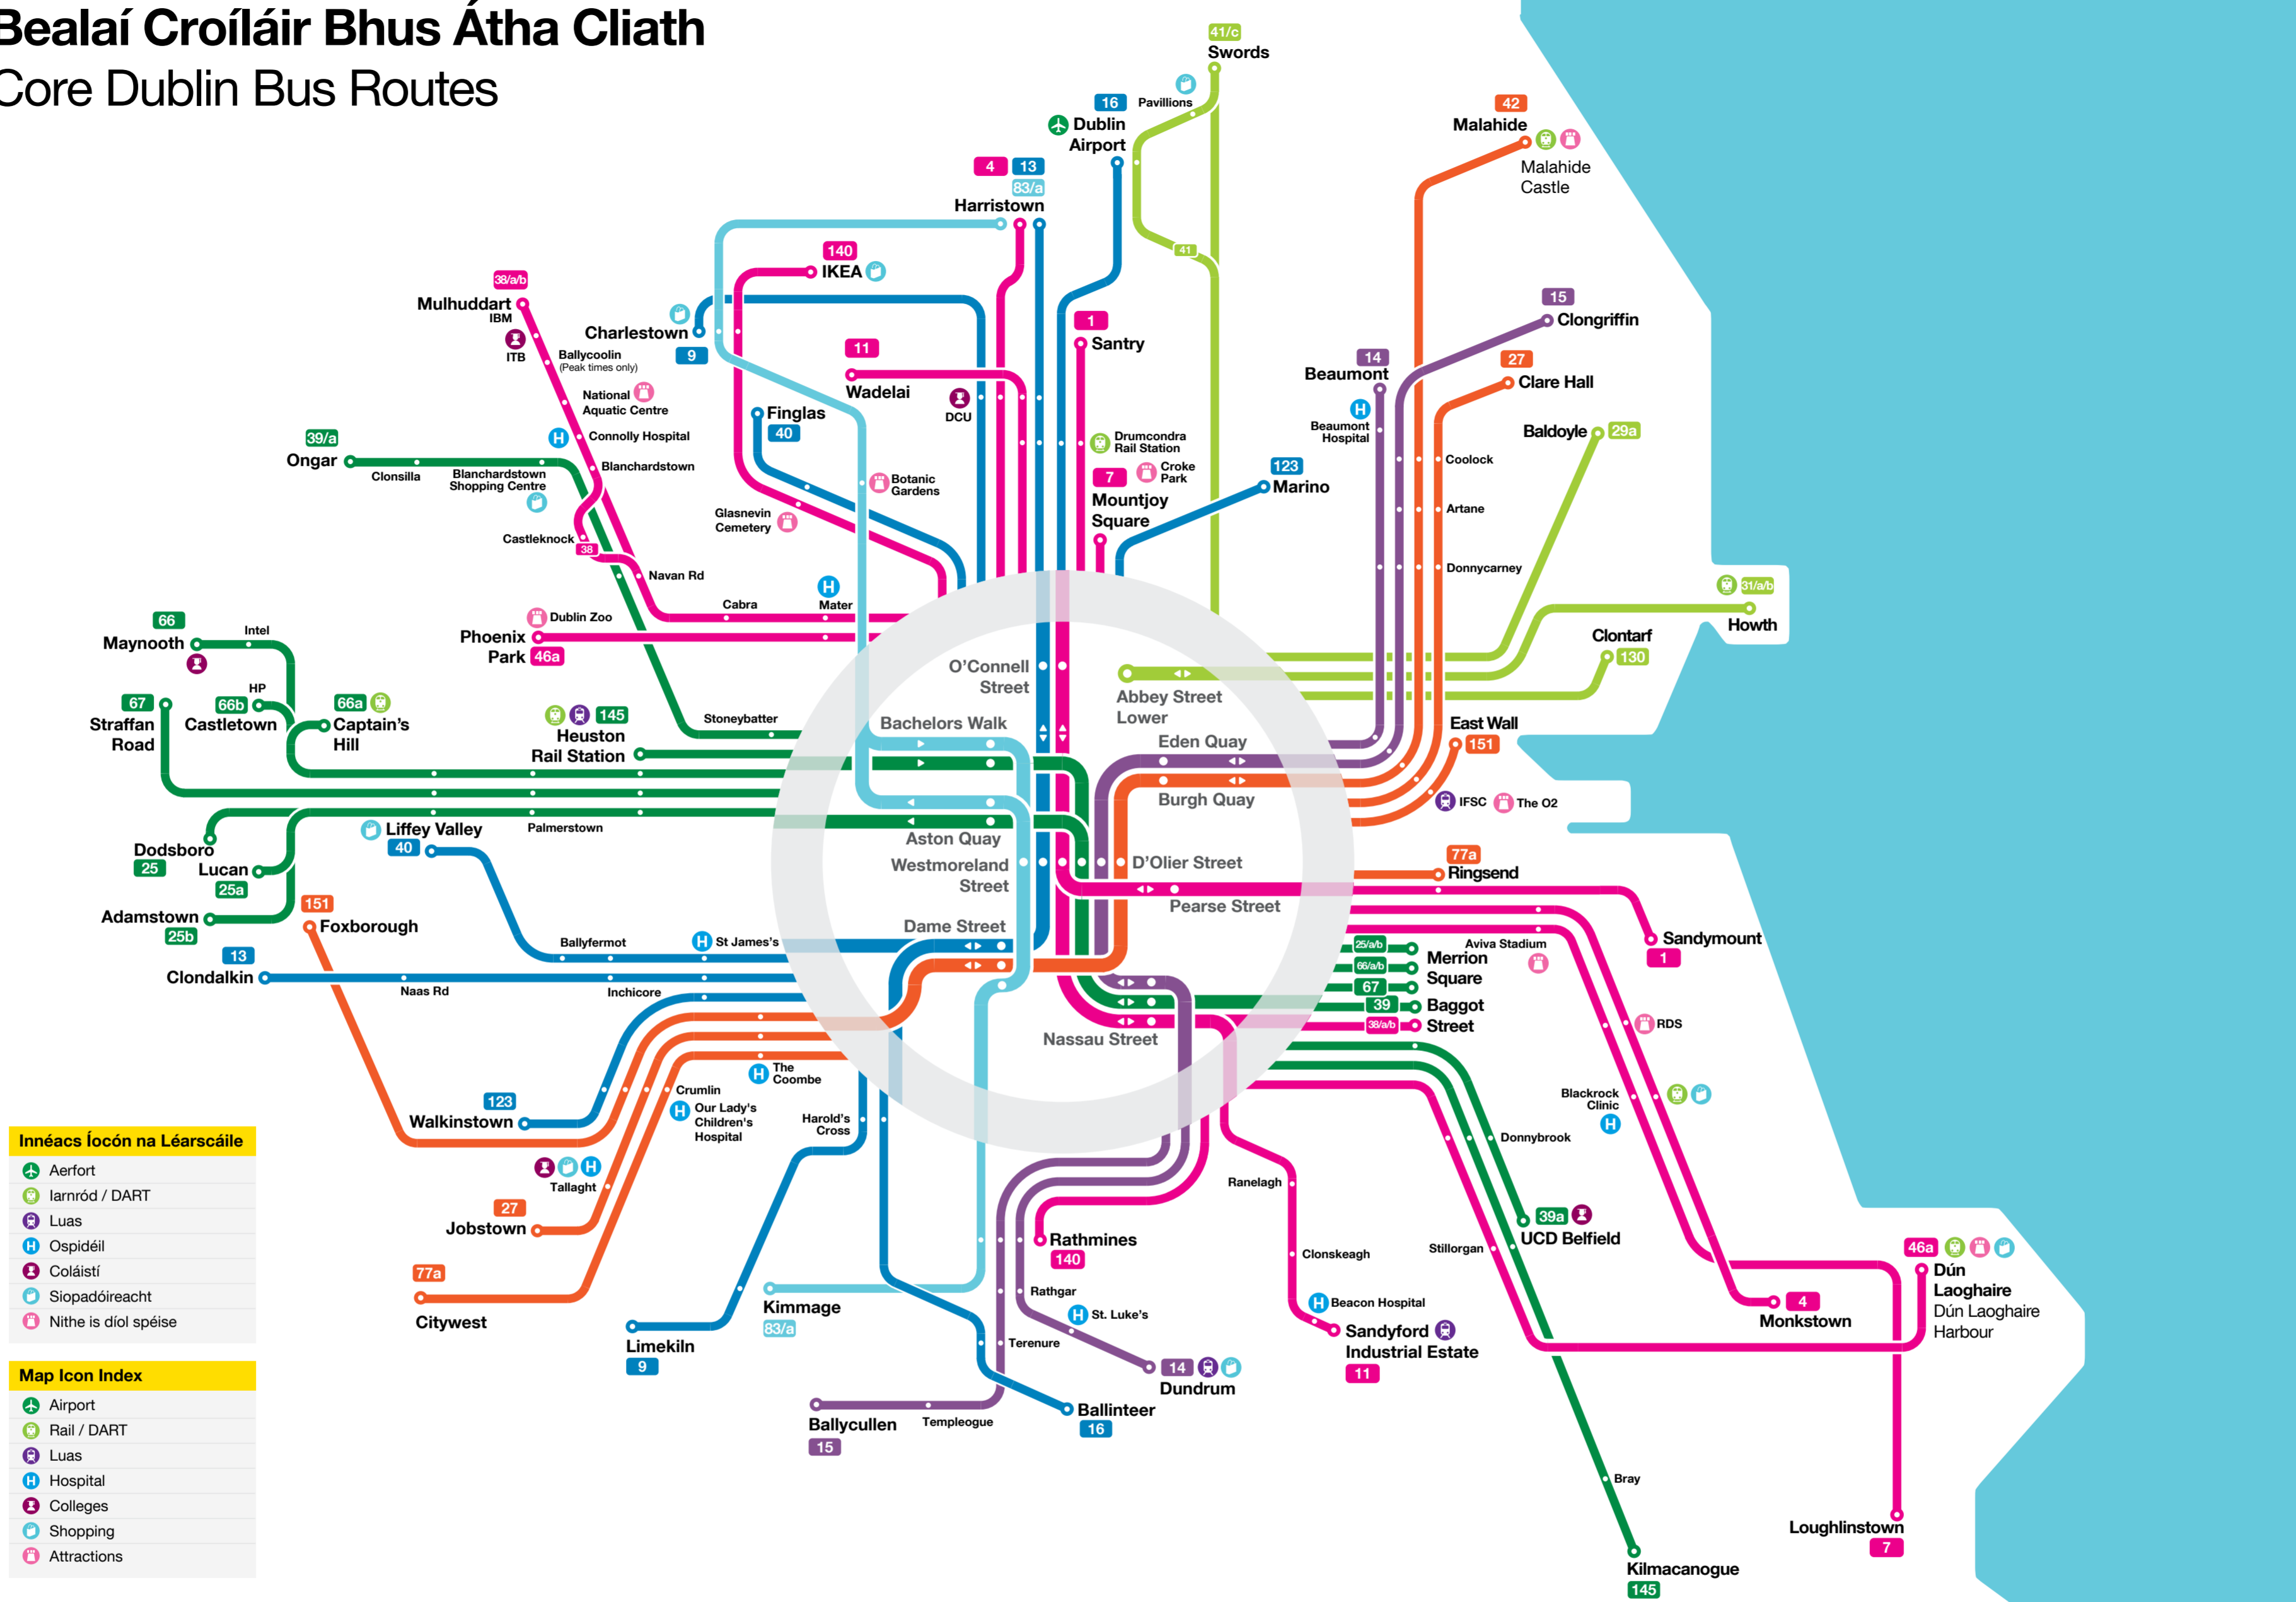 Bealaí Croíláir Bhus Átha Cliath
Core Dublin Bus Routes
41/c
Swords
Pavillions
16
Dublin
Airport
42
Malahide
Malahide
Castle
4
13
83/a
Harristown
140
IKEA
41
38/a/b
Mulhuddart
IBM
ITB
Ballycoolin
(Peak times only)
National
Aquatic Centre
Connolly Hospital
Blanchardstown
Charlestown
9
11
Wadelai
DCU
1
Santry
15
Clongriffin
14
Beaumont
Beaumont
Hospital
27
Clare Hall
Baldoyle
29a
Finglas
40
Drumcondra
Rail Station
Croke
Park
7
Mountjoy
Square
123
Marino
Coolock
Artane
Donnycarney
39/a
Ongar
Clonsilla
Blanchardstown
Shopping Centre
Castleknock
38
Navan Rd
Botanic
Gardens
Glasnevin
Cemetery
Cabra
Mater
Dublin Zoo
Phoenix
Park
46a
31/a/b
Howth
Clontarf
130
66
Maynooth
Intel
67
Straffan
Road
HP
66b
Castletown
66a
Captain's
Hill
145
Heuston
Rail Station
Stoneybatter
O'Connell
Street
Abbey Street
Lower
Bachelors Walk
Eden Quay
Burgh Quay
East Wall
151
IFSC
The O2
Aston Quay
Westmoreland
Street
D'Olier Street
Pearse Street
Dame Street
Nassau Street
Palmerstown
Dodsboro
25
Lucan
25a
Adamstown
25b
Liffey Valley
40
151
Foxborough
13
Clondalkin
Ballyfermot
St James's
Naas Rd
Inchicore
77a
Ringsend
Sandymount
1
Aviva Stadium
25/a/b
66/a/b
67
Merrion
Square
39
38/a/b
Baggot
Street
RDS
Blackrock
Clinic
123
Walkinstown
The
Coombe
Crumlin
Our Lady's
Children's
Hospital
Harold's
Cross
Tallaght
27
Jobstown
77a
Citywest
Limekiln
9
Kimmage
83/a
Rathmines
140
Rathgar
St. Luke's
Terenure
14
Dundrum
Ballycullen
15
Templeogue
Ballinteer
16
Ranelagh
Clonskeagh
Beacon Hospital
Sandyford
Industrial Estate
11
Donnybrook
39a
UCD Belfield
Stillorgan
46a
Dún
Laoghaire
Dún Laoghaire
Harbour
4
Monkstown
Bray
Loughlinstown
7
Kilmacanogue
145
Innéacs Íocón na Léarscáile
Aerfort
Iarnród / DART
Luas
Ospidéil
Coláistí
Siopadóireacht
Nithe is díol spéise
Map Icon Index
Airport
Rail / DART
Luas
Hospital
Colleges
Shopping
Attractions